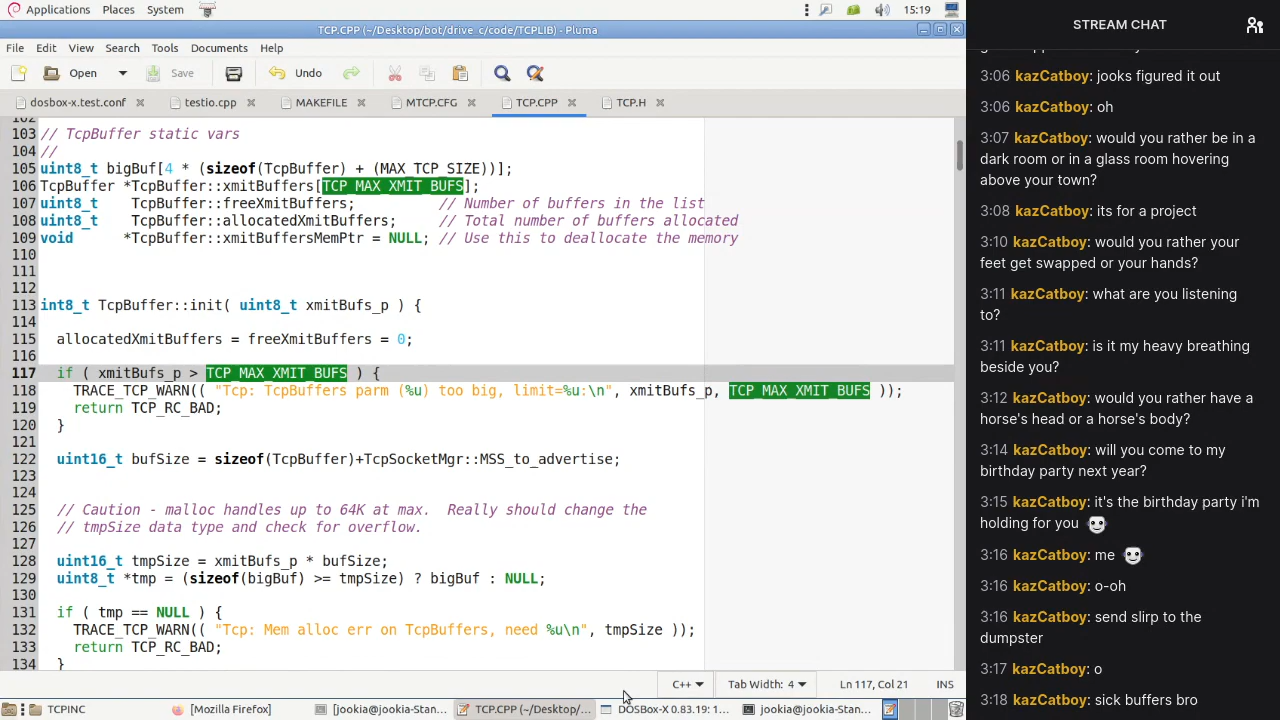 Applications Places System 15:19
TCP.CPP (~/Desktop/bot/drive_c/code/TCPLIB) - Pluma
File Edit View Search Tools Documents Help
Open Save Undo
dosbox-x.test.conf testio.cpp MAKEFILE MTCP.CFG TCP.CPP TCP.H
102
103 // TcpBuffer static vars
104 //
105 uint8_t bigBuf[4 * (sizeof(TcpBuffer) + (MAX_TCP_SIZE))];
106 TcpBuffer *TcpBuffer::xmitBuffers[TCP_MAX_XMIT_BUFS];
107 uint8_t    TcpBuffer::freeXmitBuffers;          // Number of buffers in the list
108 uint8_t    TcpBuffer::allocatedXmitBuffers;     // Total number of buffers allocated
109 void      *TcpBuffer::xmitBuffersMemPtr = NULL; // Use this to deallocate the memory
110
111
112
113 int8_t TcpBuffer::init( uint8_t xmitBufs_p ) {
114
115   allocatedXmitBuffers = freeXmitBuffers = 0;
116
117   if ( xmitBufs_p > TCP_MAX_XMIT_BUFS ) {
118     TRACE_TCP_WARN(( "Tcp: TcpBuffers parm (%u) too big, limit=%u:\n", xmitBufs_p, TCP_MAX_XMIT_BUFS ));
119     return TCP_RC_BAD;
120   }
121
122   uint16_t bufSize = sizeof(TcpBuffer)+TcpSocketMgr::MSS_to_advertise;
123
124
125   // Caution - malloc handles up to 64K at max.  Really should change the
126   // tmpSize data type and check for overflow.
127
128   uint16_t tmpSize = xmitBufs_p * bufSize;
129   uint8_t *tmp = (sizeof(bigBuf) >= tmpSize) ? bigBuf : NULL;
130
131   if ( tmp == NULL ) {
132     TRACE_TCP_WARN(( "Tcp: Mem alloc err on TcpBuffers, need %u\n", tmpSize ));
133     return TCP_RC_BAD;
134   }
C++ Tab Width: 4 Ln 117, Col 21 INS
TCPINC [Mozilla Firefox] [jookia@jookia-Stan... TCP.CPP (~/Desktop/... DOSBox-X 0.83.19: 1... jookia@jookia-Stan...
STREAM CHAT
3:06 kazCatboy: jooks figured it out
3:06 kazCatboy: oh
3:07 kazCatboy: would you rather be in a
dark room or in a glass room hovering
above your town?
3:08 kazCatboy: its for a project
3:10 kazCatboy: would you rather your
feet get swapped or your hands?
3:11 kazCatboy: what are you listening
to?
3:11 kazCatboy: is it my heavy breathing
beside you?
3:12 kazCatboy: would you rather have a
horse's head or a horse's body?
3:14 kazCatboy: will you come to my
birthday party next year?
3:15 kazCatboy: it's the birthday party i'm
holding for you
3:16 kazCatboy: me
3:16 kazCatboy: o-oh
3:16 kazCatboy: send slirp to the
dumpster
3:17 kazCatboy: o
3:18 kazCatboy: sick buffers bro